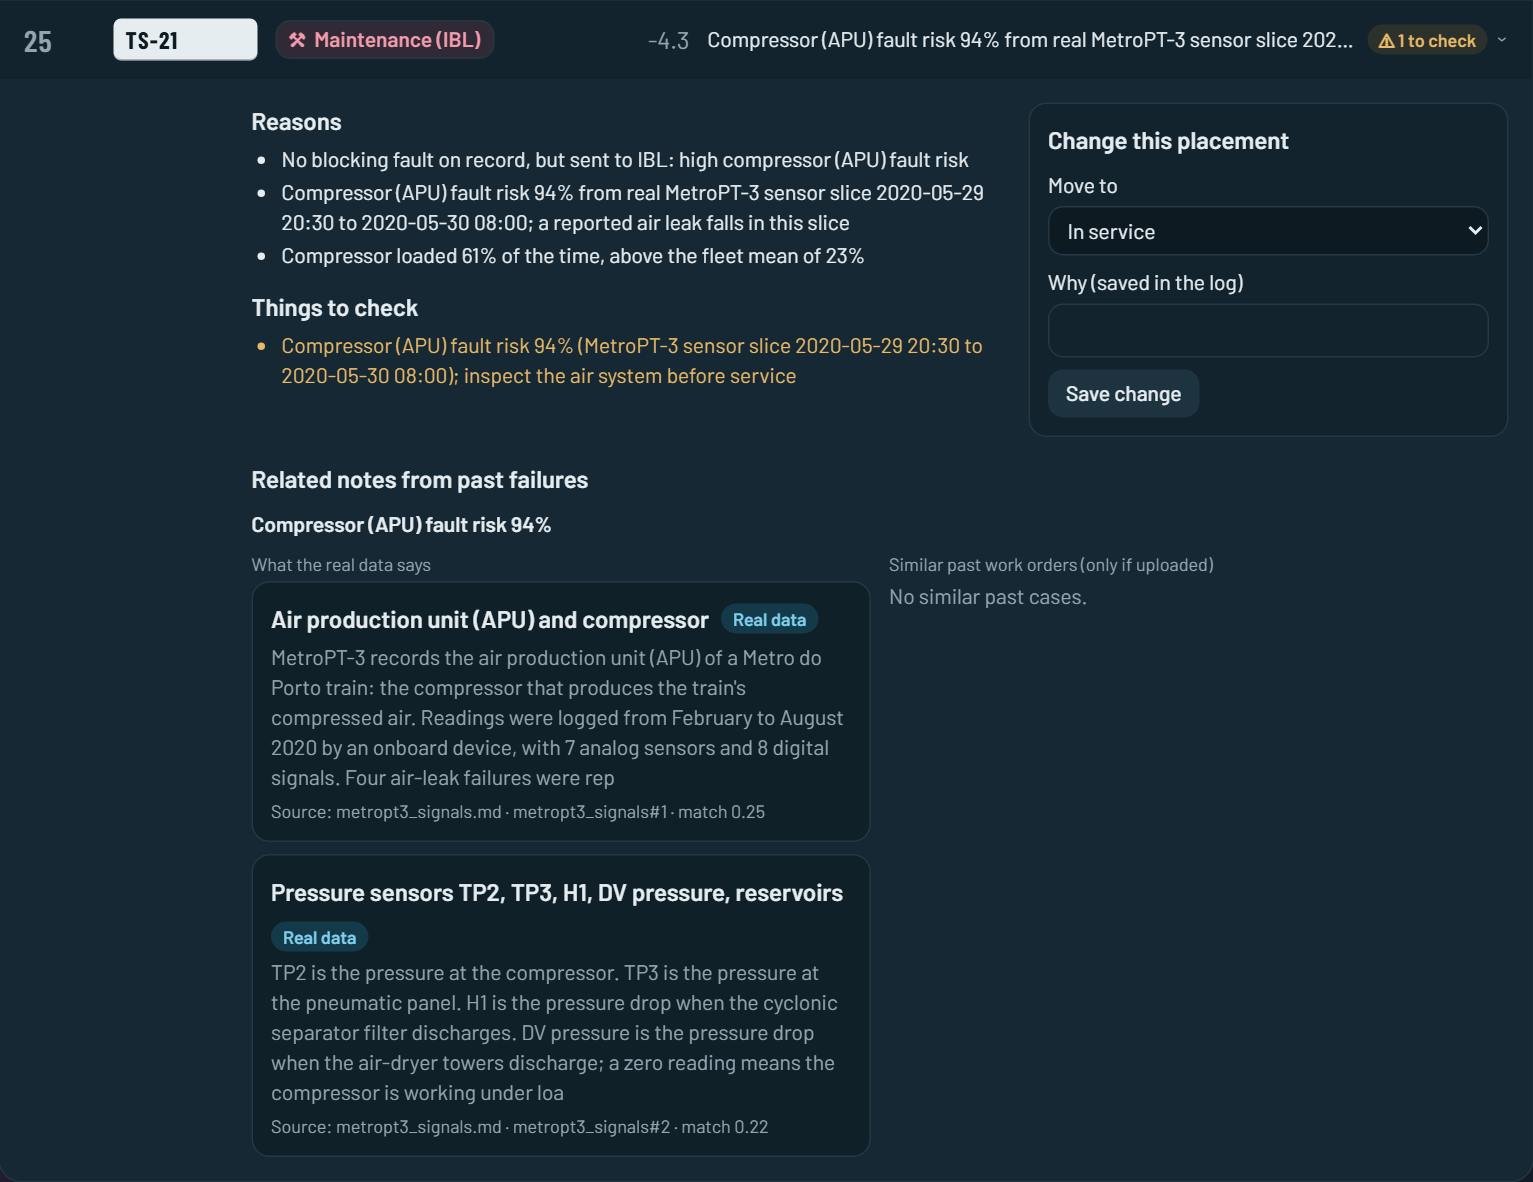 25
TS-21
Maintenance (IBL)
-4.3
Compressor (APU) fault risk 94% from real MetroPT-3 sensor slice 202...
1 to check
Reasons
• No blocking fault on record, but sent to IBL: high compressor (APU) fault risk
• Compressor (APU) fault risk 94% from real MetroPT-3 sensor slice 2020-05-29
20:30 to 2020-05-30 08:00; a reported air leak falls in this slice
• Compressor loaded 61% of the time, above the fleet mean of 23%
Things to check
• Compressor (APU) fault risk 94% (MetroPT-3 sensor slice 2020-05-29 20:30 to
2020-05-30 08:00); inspect the air system before service
Change this placement
Move to
In service
Why (saved in the log)
Save change
Related notes from past failures
Compressor (APU) fault risk 94%
What the real data says
Air production unit (APU) and compressor
Real data
MetroPT-3 records the air production unit (APU) of a Metro do
Porto train: the compressor that produces the train's
compressed air. Readings were logged from February to August
2020 by an onboard device, with 7 analog sensors and 8 digital
signals. Four air-leak failures were rep
Source: metropt3_signals.md · metropt3_signals#1 · match 0.25
Pressure sensors TP2, TP3, H1, DV pressure, reservoirs
Real data
TP2 is the pressure at the compressor. TP3 is the pressure at
the pneumatic panel. H1 is the pressure drop when the cyclonic
separator filter discharges. DV pressure is the pressure drop
when the air-dryer towers discharge; a zero reading means the
compressor is working under loa
Source: metropt3_signals.md · metropt3_signals#2 · match 0.22
Similar past work orders (only if uploaded)
No similar past cases.